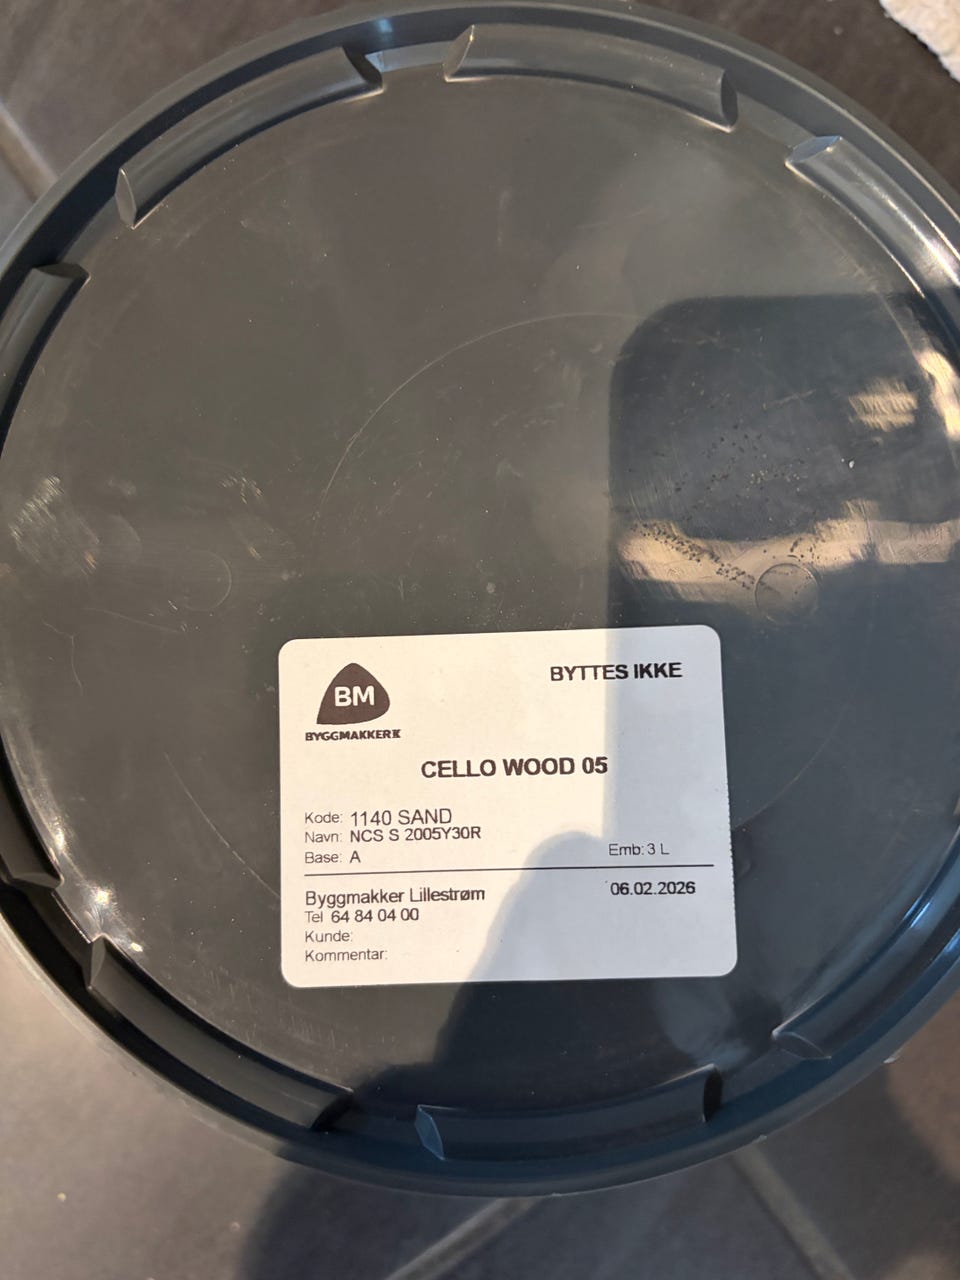 BM
BYGGMAKKER
BYTTES IKKE
CELLO WOOD 05
Kode: 1140 SAND
Navn: NCS S 2005Y30R
Base: A
Emb: 3 L
Byggmakker Lillestrøm
06.02.2026
Tel 64 84 04 00
Kunde:
Kommentar: